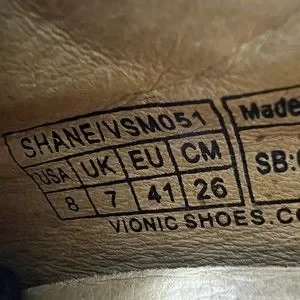 SHANE/VSM051
USA UK EU CM
8 7 41 26
VIONIC SHOES.CO
Made
SB: